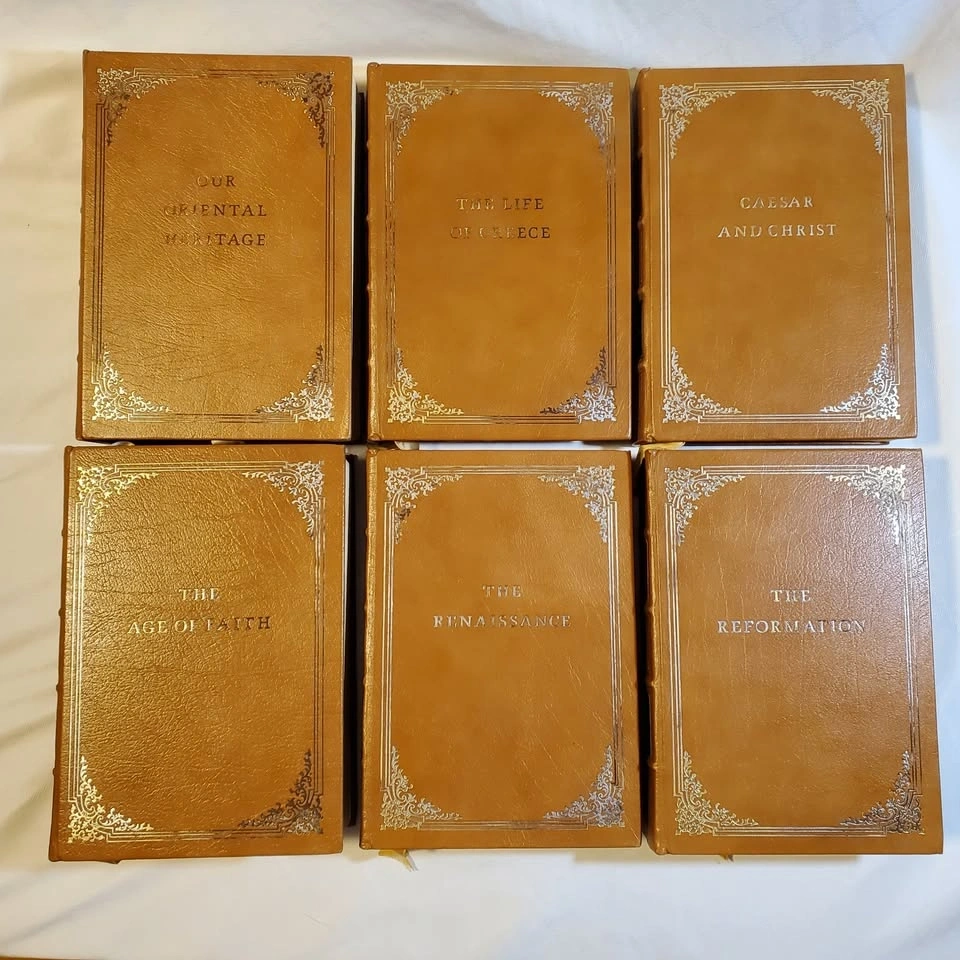 OUR
ORIENTAL
HERITAGE
THE LIFE
OF GREECE
CAESAR
AND CHRIST
THE
AGE OF FAITH
THE
RENAISSANCE
THE
REFORMATION